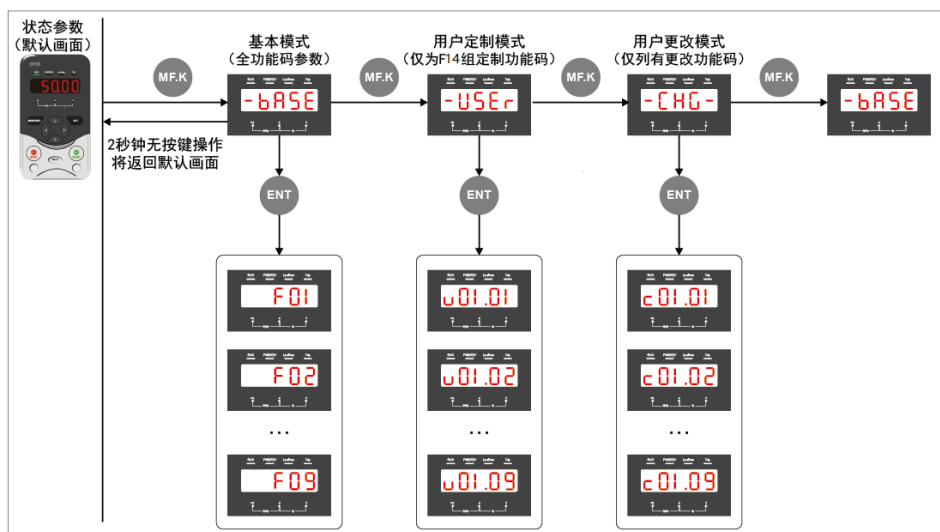 状态参数
（默认画面）
50.00
基本模式
（全功能码参数）
用户定制模式
（仅为F14组定制功能码）
用户更改模式
（仅列有更改功能码）
MF.K
MF.K
MF.K
MF.K
-bASE
-USEr
-CHG-
-bASE
2秒钟无按键操作
将返回默认画面
ENT
ENT
ENT
F01
u01.01
c01.01
F02
u01.02
c01.02
...
...
...
F09
u01.09
c01.09